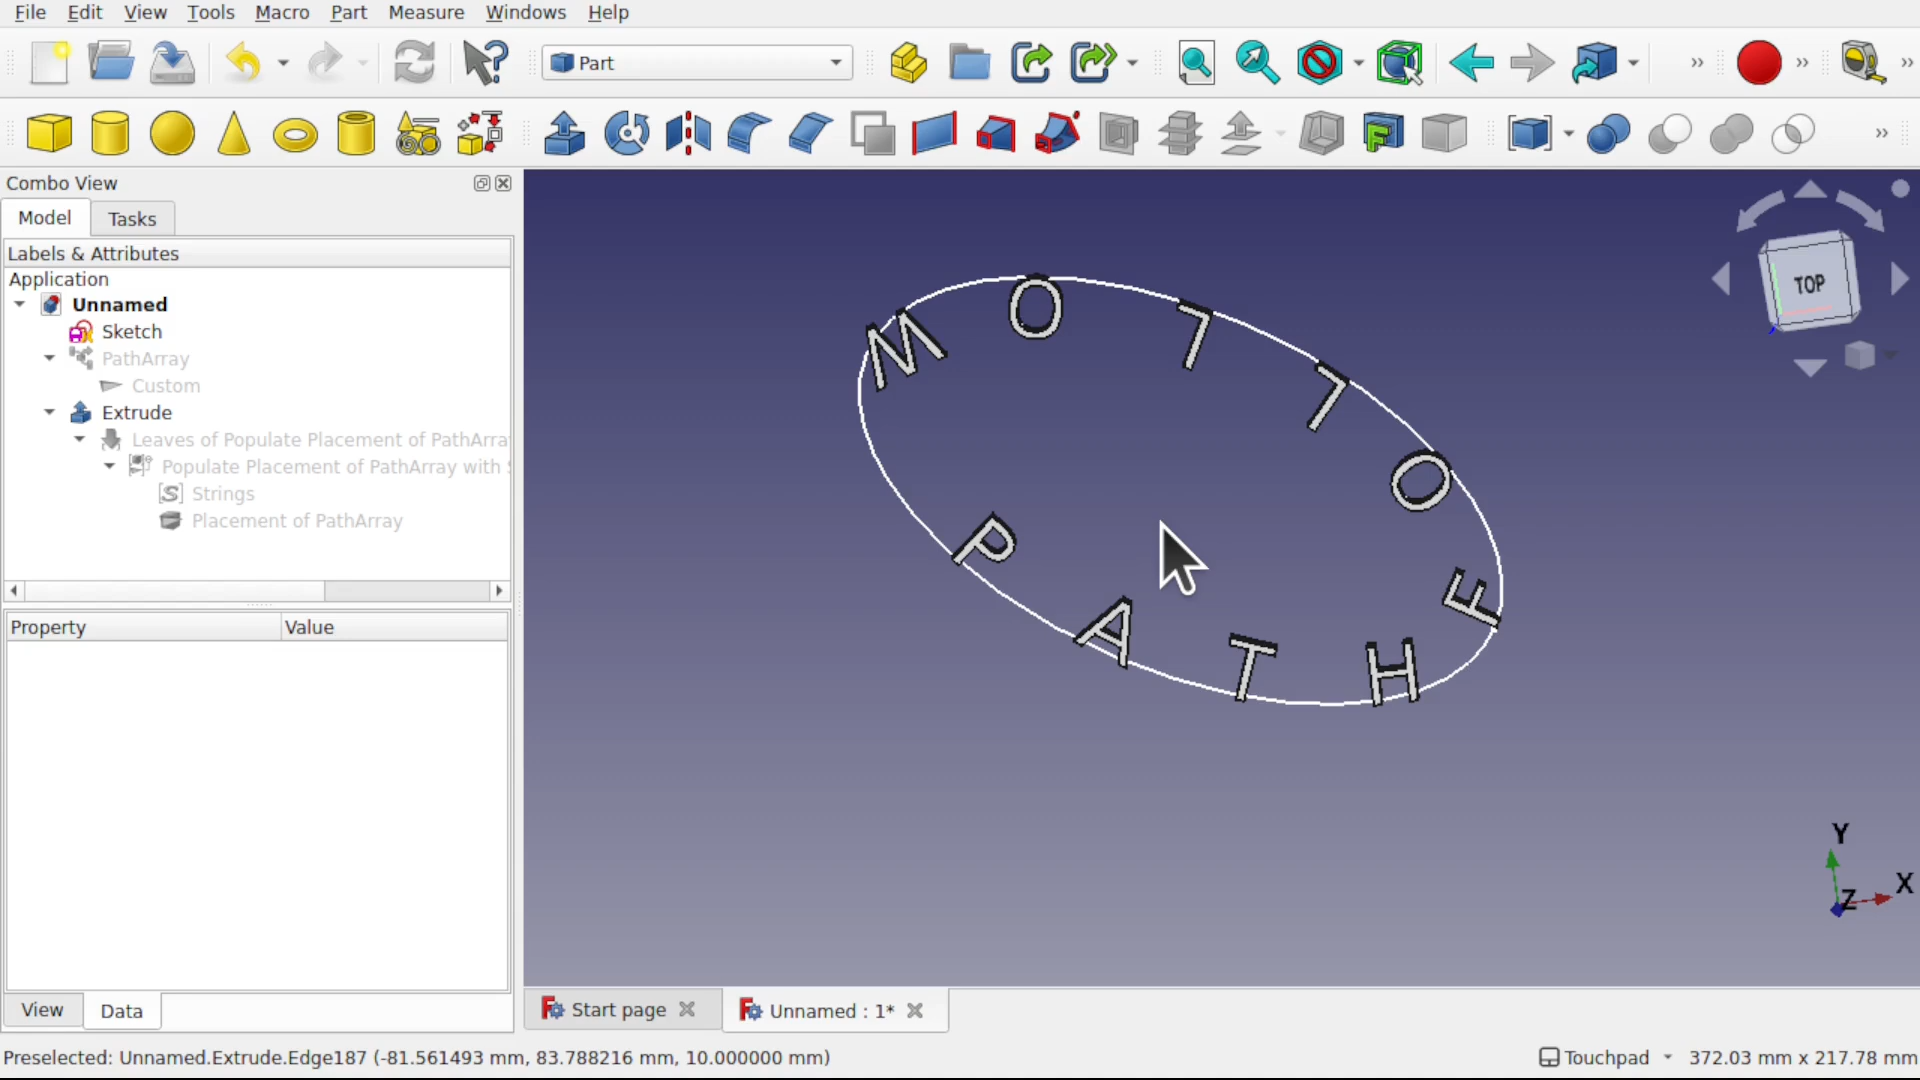 File Edit View Tools Macro Part Measure Windows Help
Part
Combo View
Model Tasks
Labels & Attributes
Application
Unnamed
Sketch
PathArray
Custom
Extrude
Leaves of Populate Placement of PathArra
Populate Placement of PathArray with
Strings
Placement of PathArray
Property Value
View Data
PATHFOLLOM
TOP
Y
X
Z
Start page
Unnamed : 1*
Preselected: Unnamed.Extrude.Edge187 (-81.561493 mm, 83.788216 mm, 10.000000 mm)
Touchpad 372.03 mm x 217.78 mm